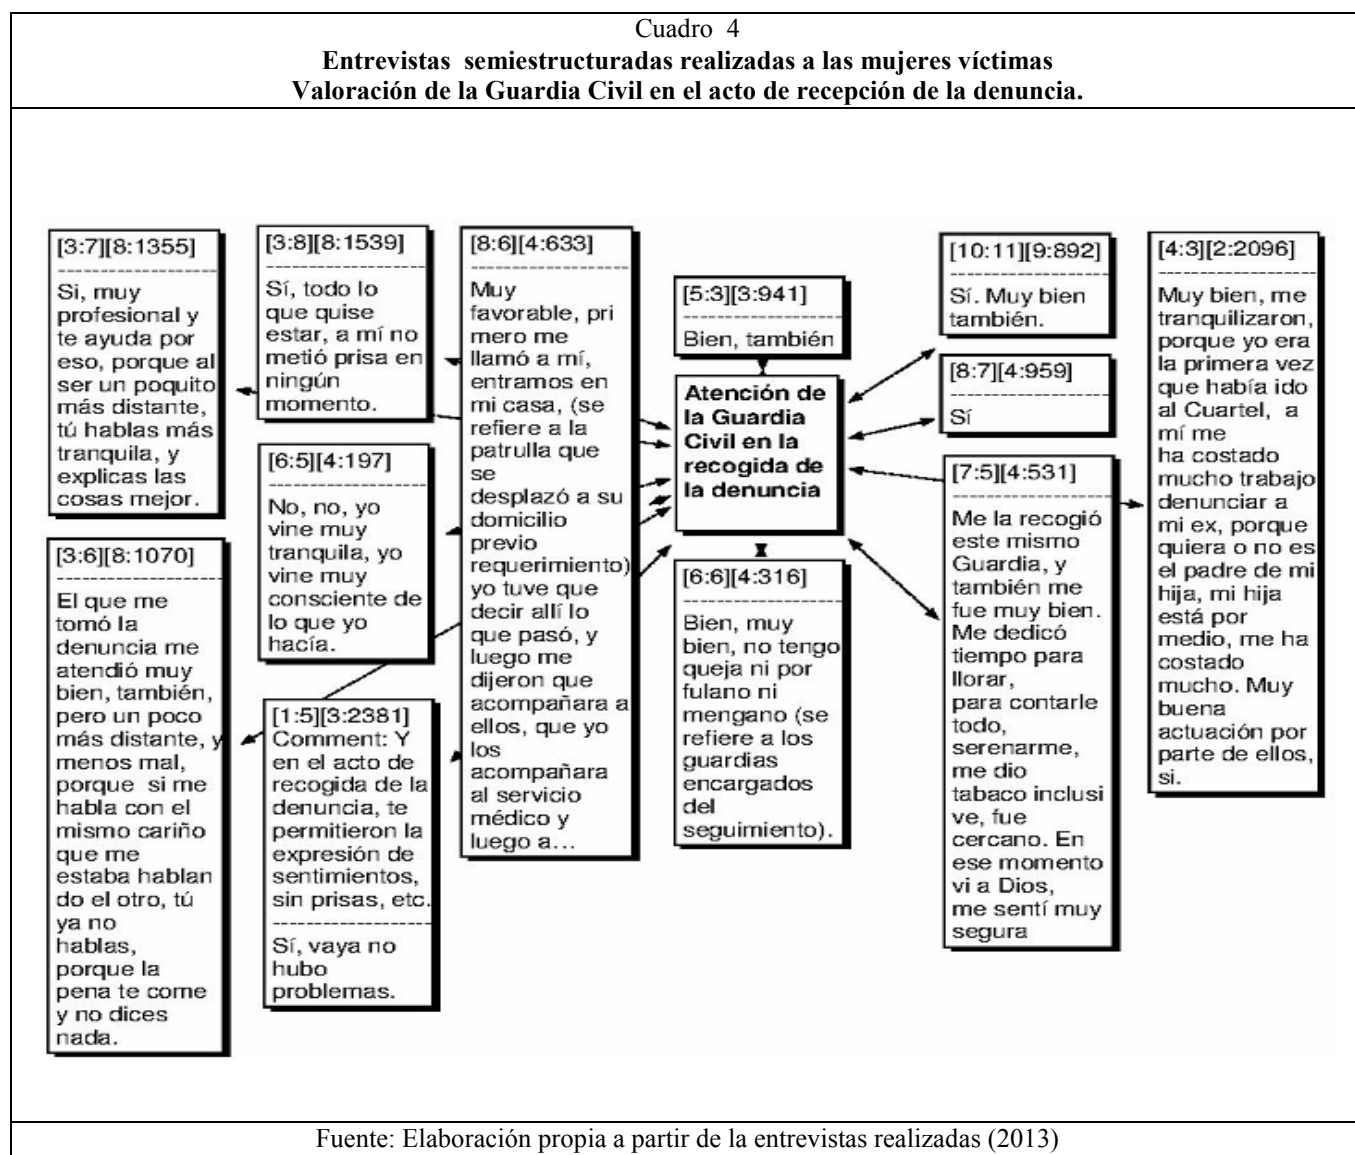 Cuadro 4
Entrevistas semiestructuradas realizadas a las mujeres víctimas
Valoración de la Guardia Civil en el acto de recepción de la denuncia.
[3:7][8:1355]
Si, muy
profesional y
te ayuda por
eso, porque al
ser un poquito
más distante,
tú hablas más
tranquila, y
explicas las
cosas mejor.
[3:6][8:1070]
El que me
tomó la
denuncia me
atendió muy
bien, también,
pero un poco
más distante, y
menos mal,
porque si me
habla con el
mismo cariño
que me
estaba hablan
do el otro, tú
ya no
hablas,
porque la
pena te come
y no dices
nada.
[3:8][8:1539]
Sí, todo lo
que quise
estar, a mí no
metió prisa en
ningún
momento.
[6:5][4:197]
No, no, yo
vine muy
tranquila, yo
vine muy
consciente de
lo que yo
hacía.
[1:5][3:2381]
Comment: Y
en el acto de
recogida de la
denuncia, te
permitieron la
expresión de
sentimientos,
sin prisas, etc.
Sí, vaya no
hubo
problemas.
[8:6][4:633]
Muy
favorable, pri
mero me
llamó a mí,
entramos en
mi casa, (se
refiere a la
patrulla que
se
desplazó a su
domicilio
previo
requerimiento)
yo tuve que
decir allí lo
que pasó, y
luego me
dijeron que
acompañara a
ellos, que yo
los
acompañara
al servicio
médico y
luego a...
[5:3][3:941]
Bien, también
Atención de
la Guardia
Civil en la
recogida de
la denuncia
[6:6][4:316]
Bien, muy
bien, no tengo
queja ni por
fulano ni
mengano (se
refiere a los
guardias
encargados
del
seguimiento).
[10:11][9:892]
Sí. Muy bien
también.
[8:7][4:959]
Sí
[7:5][4:531]
Me la recogió
este mismo
Guardia, y
también me
fue muy bien.
Me dedicó
tiempo para
llorar,
para contarle
todo,
serenarme,
me dio
tabaco inclusi
ve, fue
cercano. En
ese momento
vi a Dios,
me sentí muy
segura
[4:3][2:2096]
Muy bien, me
tranquilizaron,
porque yo era
la primera vez
que había ido
al Cuartel, a
mí me
ha costado
mucho trabajo
denunciar a
mi ex, porque
quiera o no es
el padre de mi
hija, mi hija
está por
medio, me ha
costado
mucho. Muy
buena
actuación por
parte de ellos,
si.
Fuente: Elaboración propia a partir de la entrevistas realizadas (2013)